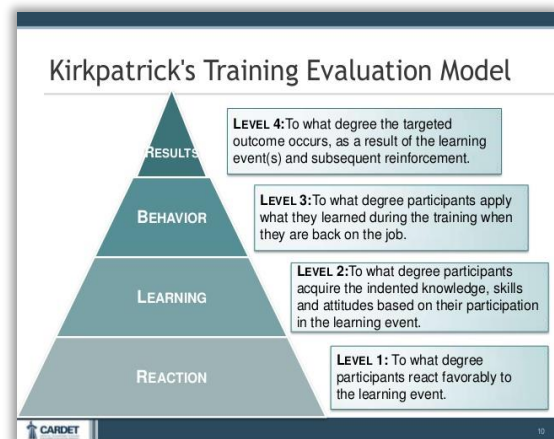 Kirkpatrick's Training Evaluation Model
RESULTS
LEVEL 4:To what degree the targeted
outcome occurs, as a result of the learning
event(s) and subsequent reinforcement.
BEHAVIOR
LEVEL 3:To what degree participants apply
what they learned during the training when
they are back on the job.
LEARNING
LEVEL 2:To what degree participants
acquire the indented knowledge, skills
and attitudes based on their participation
in the learning event.
REACTION
LEVEL 1: To what degree
participants react favorably to
the learning event.
CARDET
10